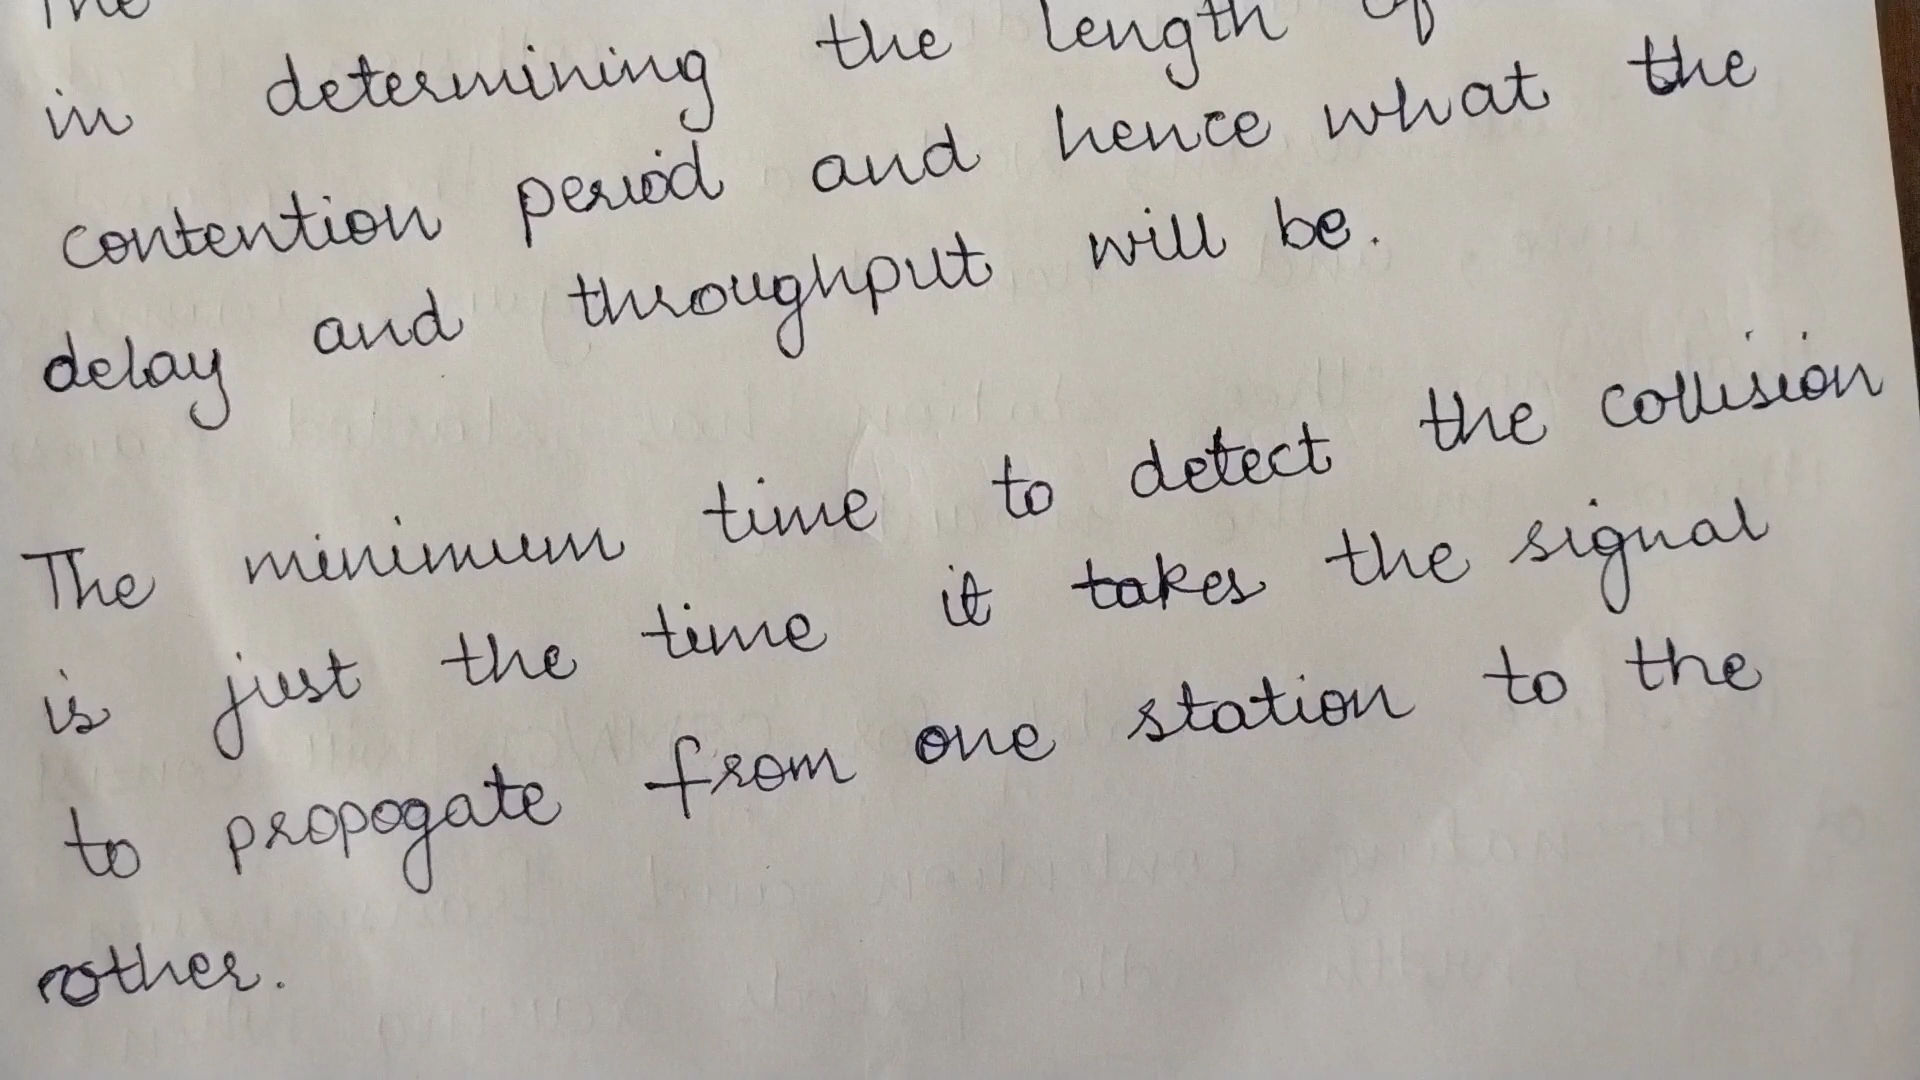 The
in determining the length of
contention period and hence what the
delay and throughput will be.
The minimum time to detect the collision
is just the time it takes the signal
to propogate from one station to the
other.